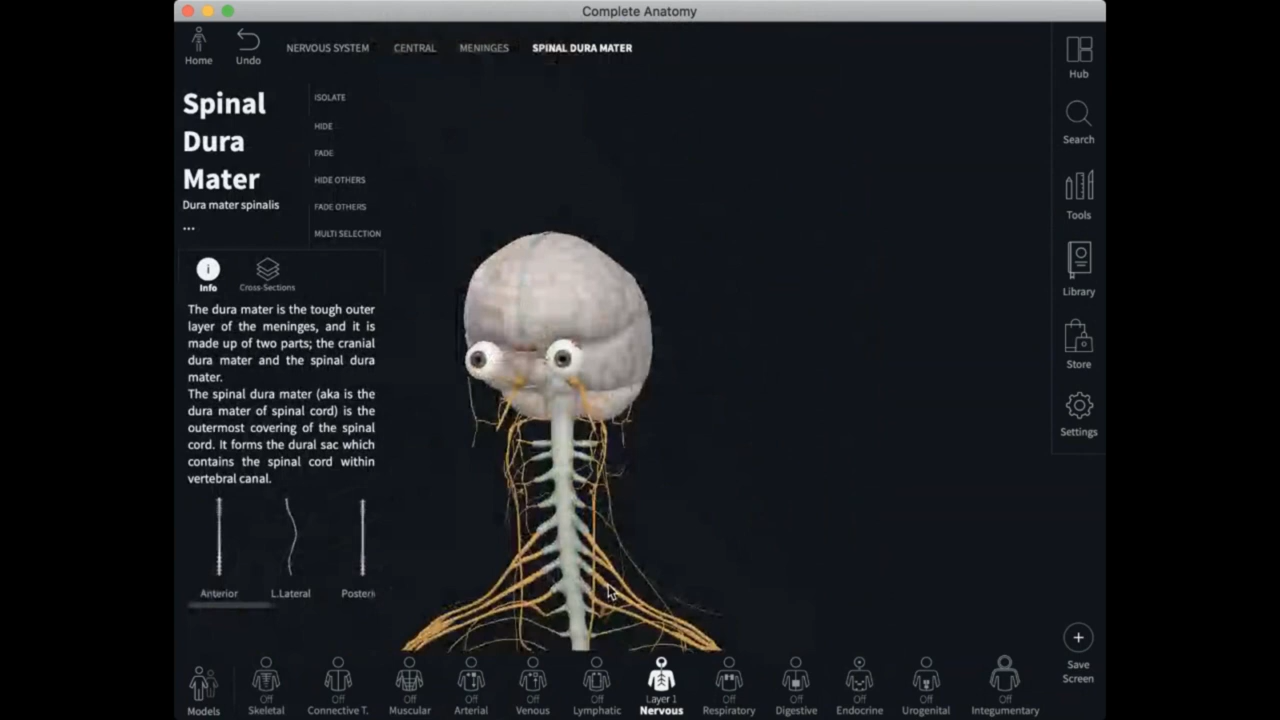 Complete Anatomy
Home
Undo
NERVOUS SYSTEM
CENTRAL
MENINGES
SPINAL DURA MATER
Spinal
Dura
Mater
Dura mater spinalis
...
ISOLATE
HIDE
FADE
HIDE OTHERS
FADE OTHERS
MULTI SELECTION
i
Info
Cross-Sections
The dura mater is the tough outer
layer of the meninges, and it is
made up of two parts; the cranial
dura mater and the spinal dura
mater.
The spinal dura mater (aka is the
dura mater of spinal cord) is the
outermost covering of the spinal
cord. It forms the dural sac which
contains the spinal cord within
vertebral canal.
Anterior
L.Lateral
Posteri
Hub
Search
Tools
Library
Store
Settings
Save
Screen
Models
Off
Skeletal
Off
Connective T.
Off
Muscular
Off
Arterial
Off
Venous
Off
Lymphatic
Layer 1
Nervous
Off
Respiratory
Off
Digestive
Off
Endocrine
Off
Urogenital
Off
Integumentary